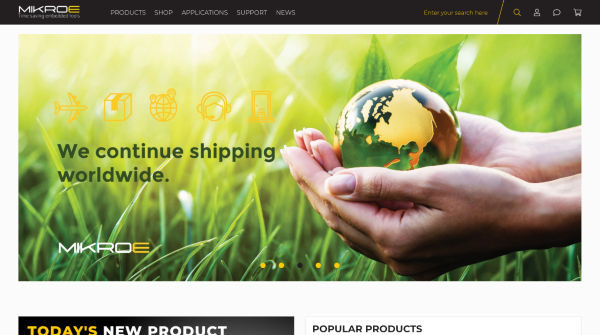 MIKROE
Time-saving embedded tools
PRODUCTS SHOP APPLICATIONS SUPPORT NEWS
Enter your search here
We continue shipping
worldwide.
MIKROE
TODAY'S NEW PRODUCT
POPULAR PRODUCTS